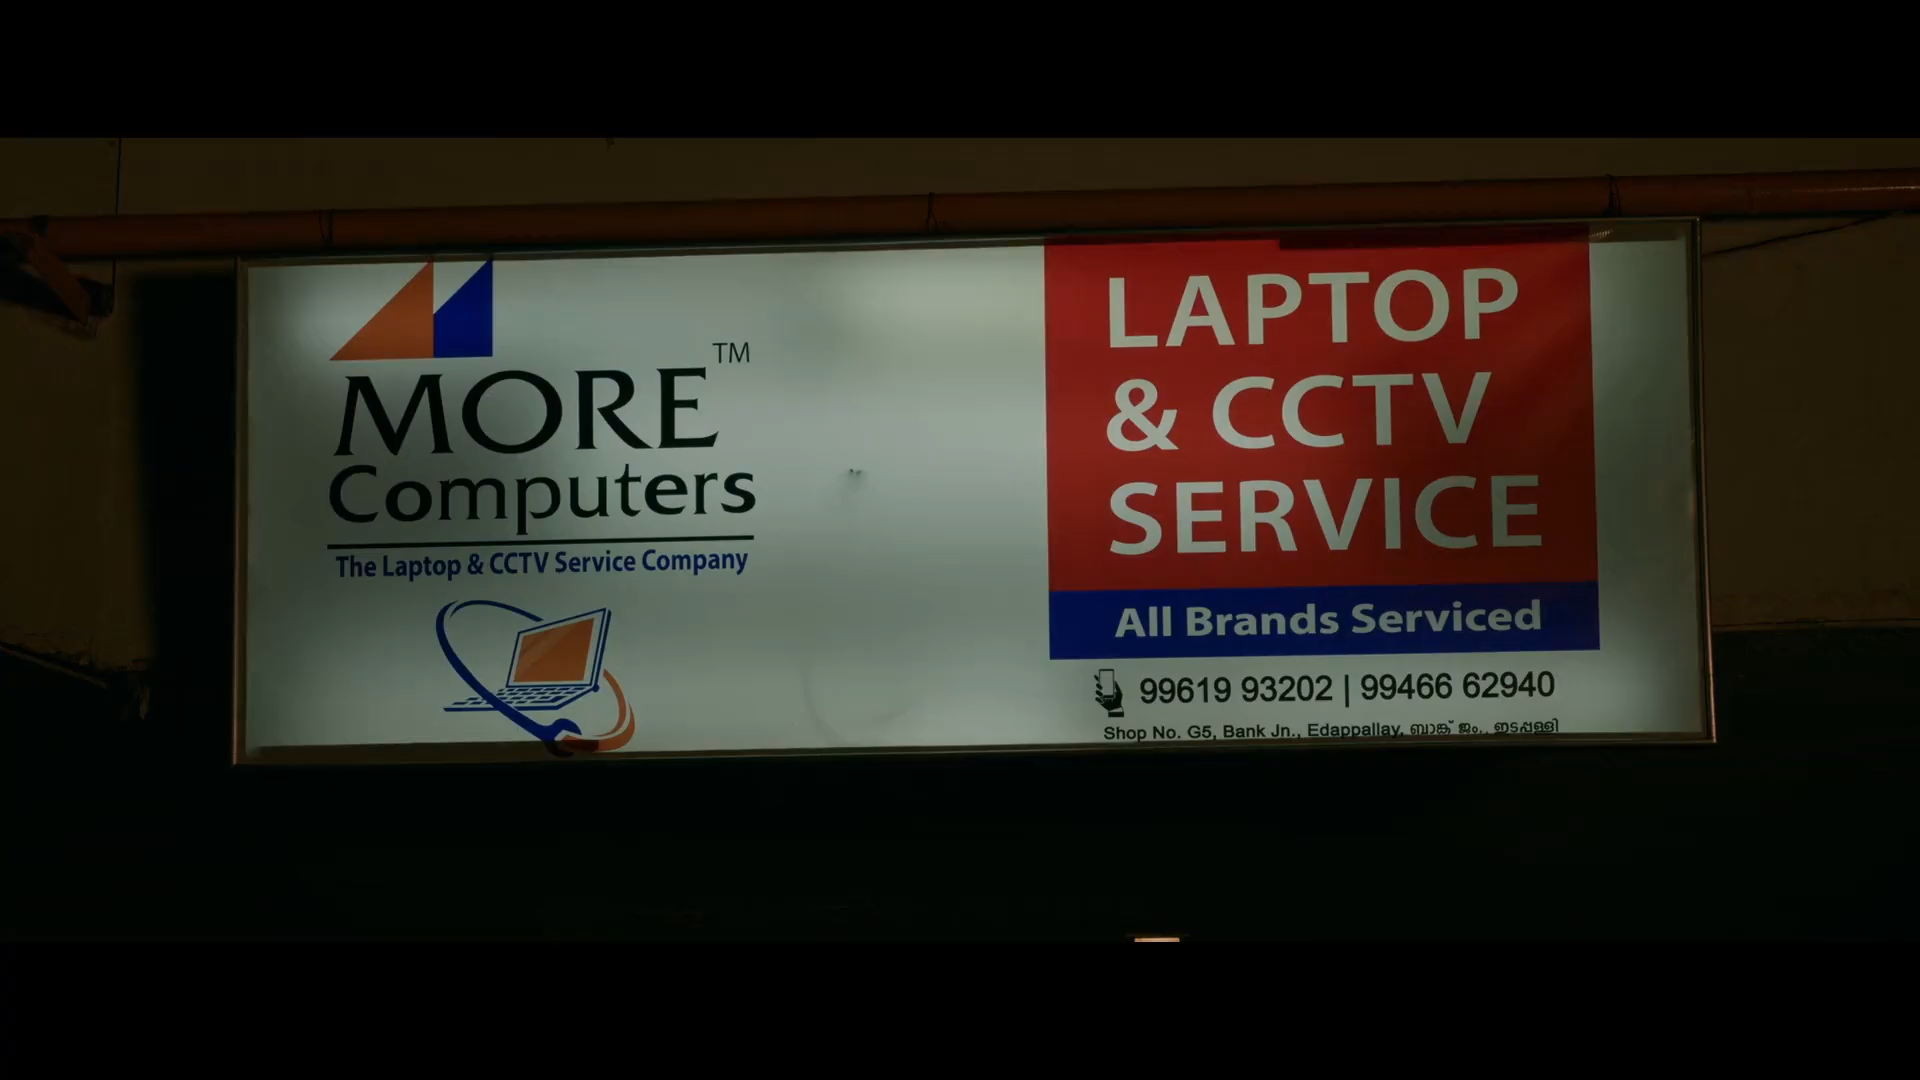 MORE™
Computers
The Laptop & CCTV Service Company
LAPTOP
& CCTV
SERVICE
All Brands Serviced
99619 93202 | 99466 62940
Shop No. G5, Bank Jn., Edappallay, ബാങ്ക് ജം., ഇടപ്പള്ളി